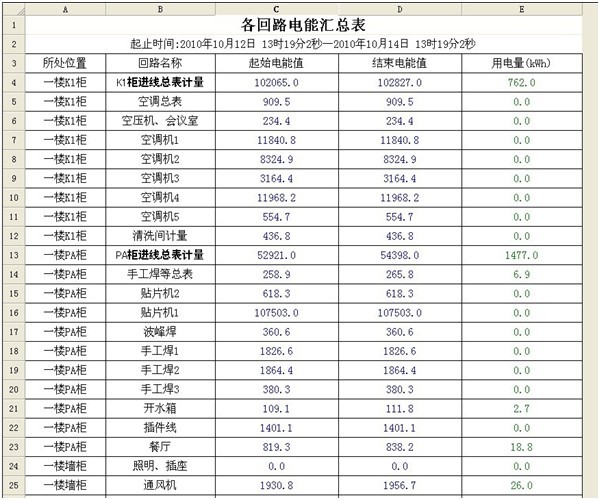 A B C D E
1 各回路电能汇总表
2 起止时间:2010年10月12日 13时19分2秒—2010年10月14日 13时19分2秒
3 所处位置 回路名称 起始电能值 结束电能值 用电量(kWh)
4 一楼K1柜 K1柜进线总表计量 102065.0 102827.0 762.0
5 一楼K1柜 空调总表 909.5 909.5 0.0
6 一楼K1柜 空压机、会议室 234.4 234.4 0.0
7 一楼K1柜 空调机1 11840.8 11840.8 0.0
8 一楼K1柜 空调机2 8324.9 8324.9 0.0
9 一楼K1柜 空调机3 3164.4 3164.4 0.0
10 一楼K1柜 空调机4 11968.2 11968.2 0.0
11 一楼K1柜 空调机5 554.7 554.7 0.0
12 一楼K1柜 清洗间计量 436.8 436.8 0.0
13 一楼PA柜 PA柜进线总表计量 52921.0 54398.0 1477.0
14 一楼PA柜 手工焊等总表 258.9 265.8 6.9
15 一楼PA柜 贴片机2 618.3 618.3 0.0
16 一楼PA柜 贴片机1 107503.0 107503.0 0.0
17 一楼PA柜 波峰焊 360.6 360.6 0.0
18 一楼PA柜 手工焊1 1826.6 1826.6 0.0
19 一楼PA柜 手工焊2 1864.4 1864.4 0.0
20 一楼PA柜 手工焊3 380.3 380.3 0.0
21 一楼PA柜 开水箱 109.1 111.8 2.7
22 一楼PA柜 插件线 1401.1 1401.1 0.0
23 一楼PA柜 餐厅 819.3 838.2 18.8
24 一楼墙柜 照明、插座 0.0 0.0 0.0
25 一楼墙柜 通风机 1930.8 1956.7 26.0